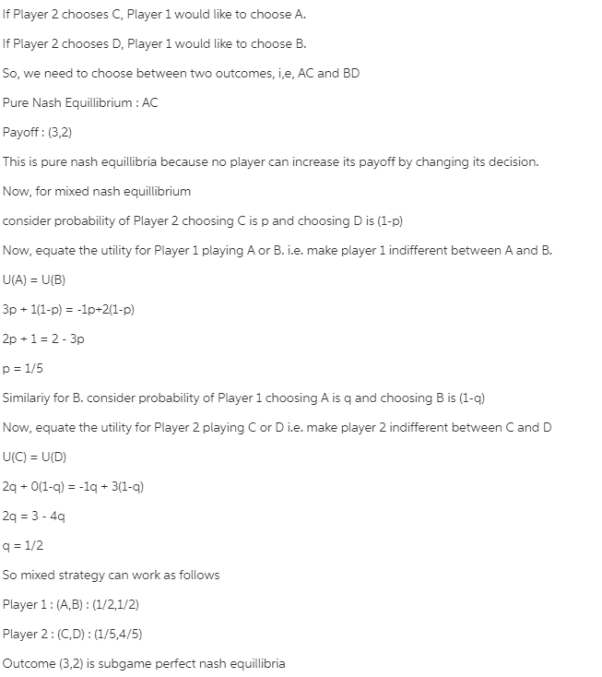 If Player 2 chooses C, Player 1 would like to choose A.
If Player 2 chooses D, Player 1 would like to choose B.
So, we need to choose between two outcomes, i,e, AC and BD
Pure Nash Equillibrium : AC
Payoff : (3,2)
This is pure nash equillibria because no player can increase its payoff by changing its decision.
Now, for mixed nash equillibrium
consider probability of Player 2 choosing C is p and choosing D is (1-p)
Now, equate the utility for Player 1 playing A or B. i.e. make player 1 indifferent between A and B.
U(A) = U(B)
3p + 1(1-p) = -1p+2(1-p)
2p + 1 = 2 - 3p
p = 1/5
Similariy for B. consider probability of Player 1 choosing A is q and choosing B is (1-q)
Now, equate the utility for Player 2 playing C or D i.e. make player 2 indifferent between C and D
U(C) = U(D)
2q + 0(1-q) = -1q + 3(1-q)
2q = 3 - 4q
q = 1/2
So mixed strategy can work as follows
Player 1 : (A,B) : (1/2,1/2)
Player 2 : (C,D) : (1/5,4/5)
Outcome (3,2) is subgame perfect nash equillibria